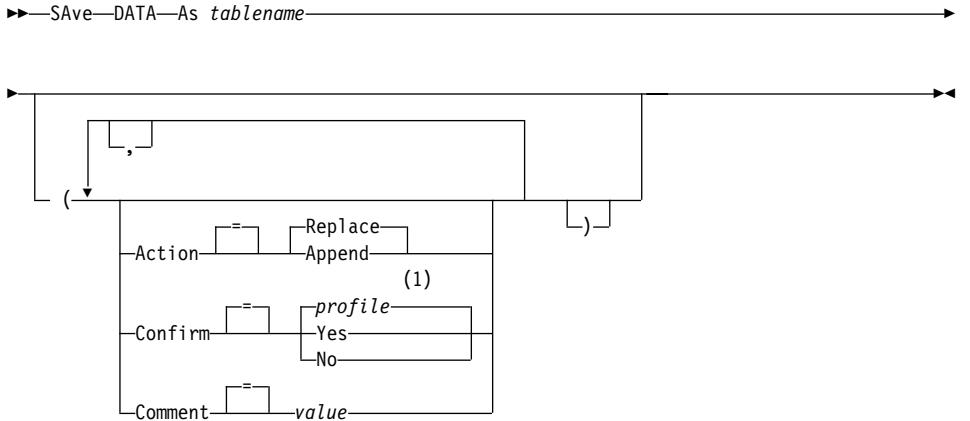 SAve DATA As tablename
,
(
)
= Replace
Action Append
(1)
= profile
Confirm Yes
No
=
Comment value